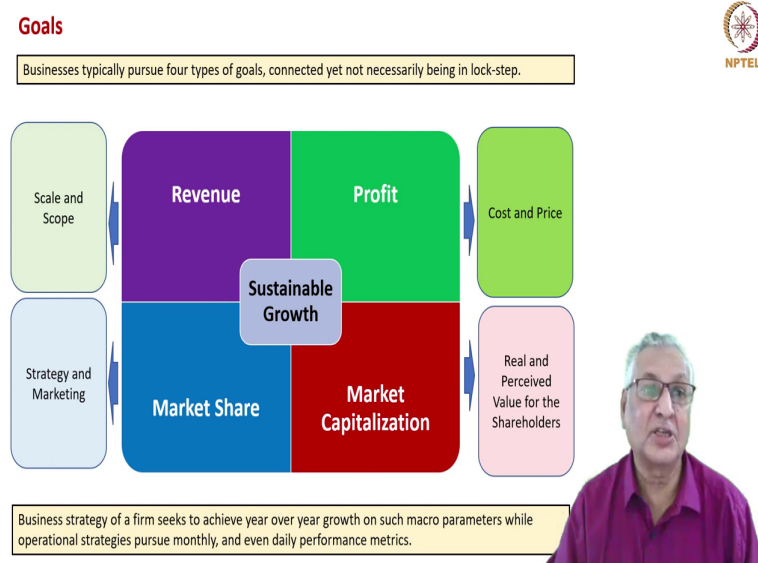 Goals
NPTEL
Businesses typically pursue four types of goals, connected yet not necessarily being in lock-step.
Scale and
Scope
Revenue
Profit
Cost and Price
Sustainable
Growth
Strategy and
Marketing
Market Share
Market
Capitalization
Real and
Perceived
Value for the
Shareholders
Business strategy of a firm seeks to achieve year over year growth on such macro parameters while
operational strategies pursue monthly, and even daily performance metrics.